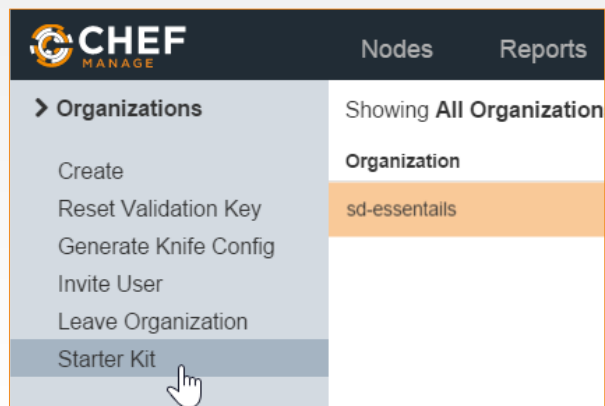 CHEF
MANAGE
Nodes Reports
Organizations
Showing All Organization
Create
Organization
Reset Validation Key
sd-essentails
Generate Knife Config
Invite User
Leave Organization
Starter Kit